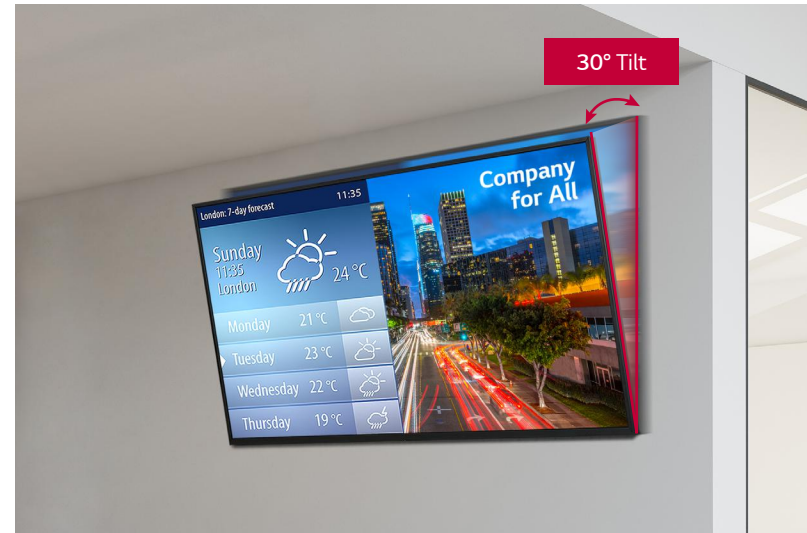 30° Tilt
Company
for All
London: 7-day forecast 11:35
Sunday
11:35
London
24 °C
Monday 21 °C
Tuesday 23 °C
Wednesday 22 °C
Thursday 19 °C